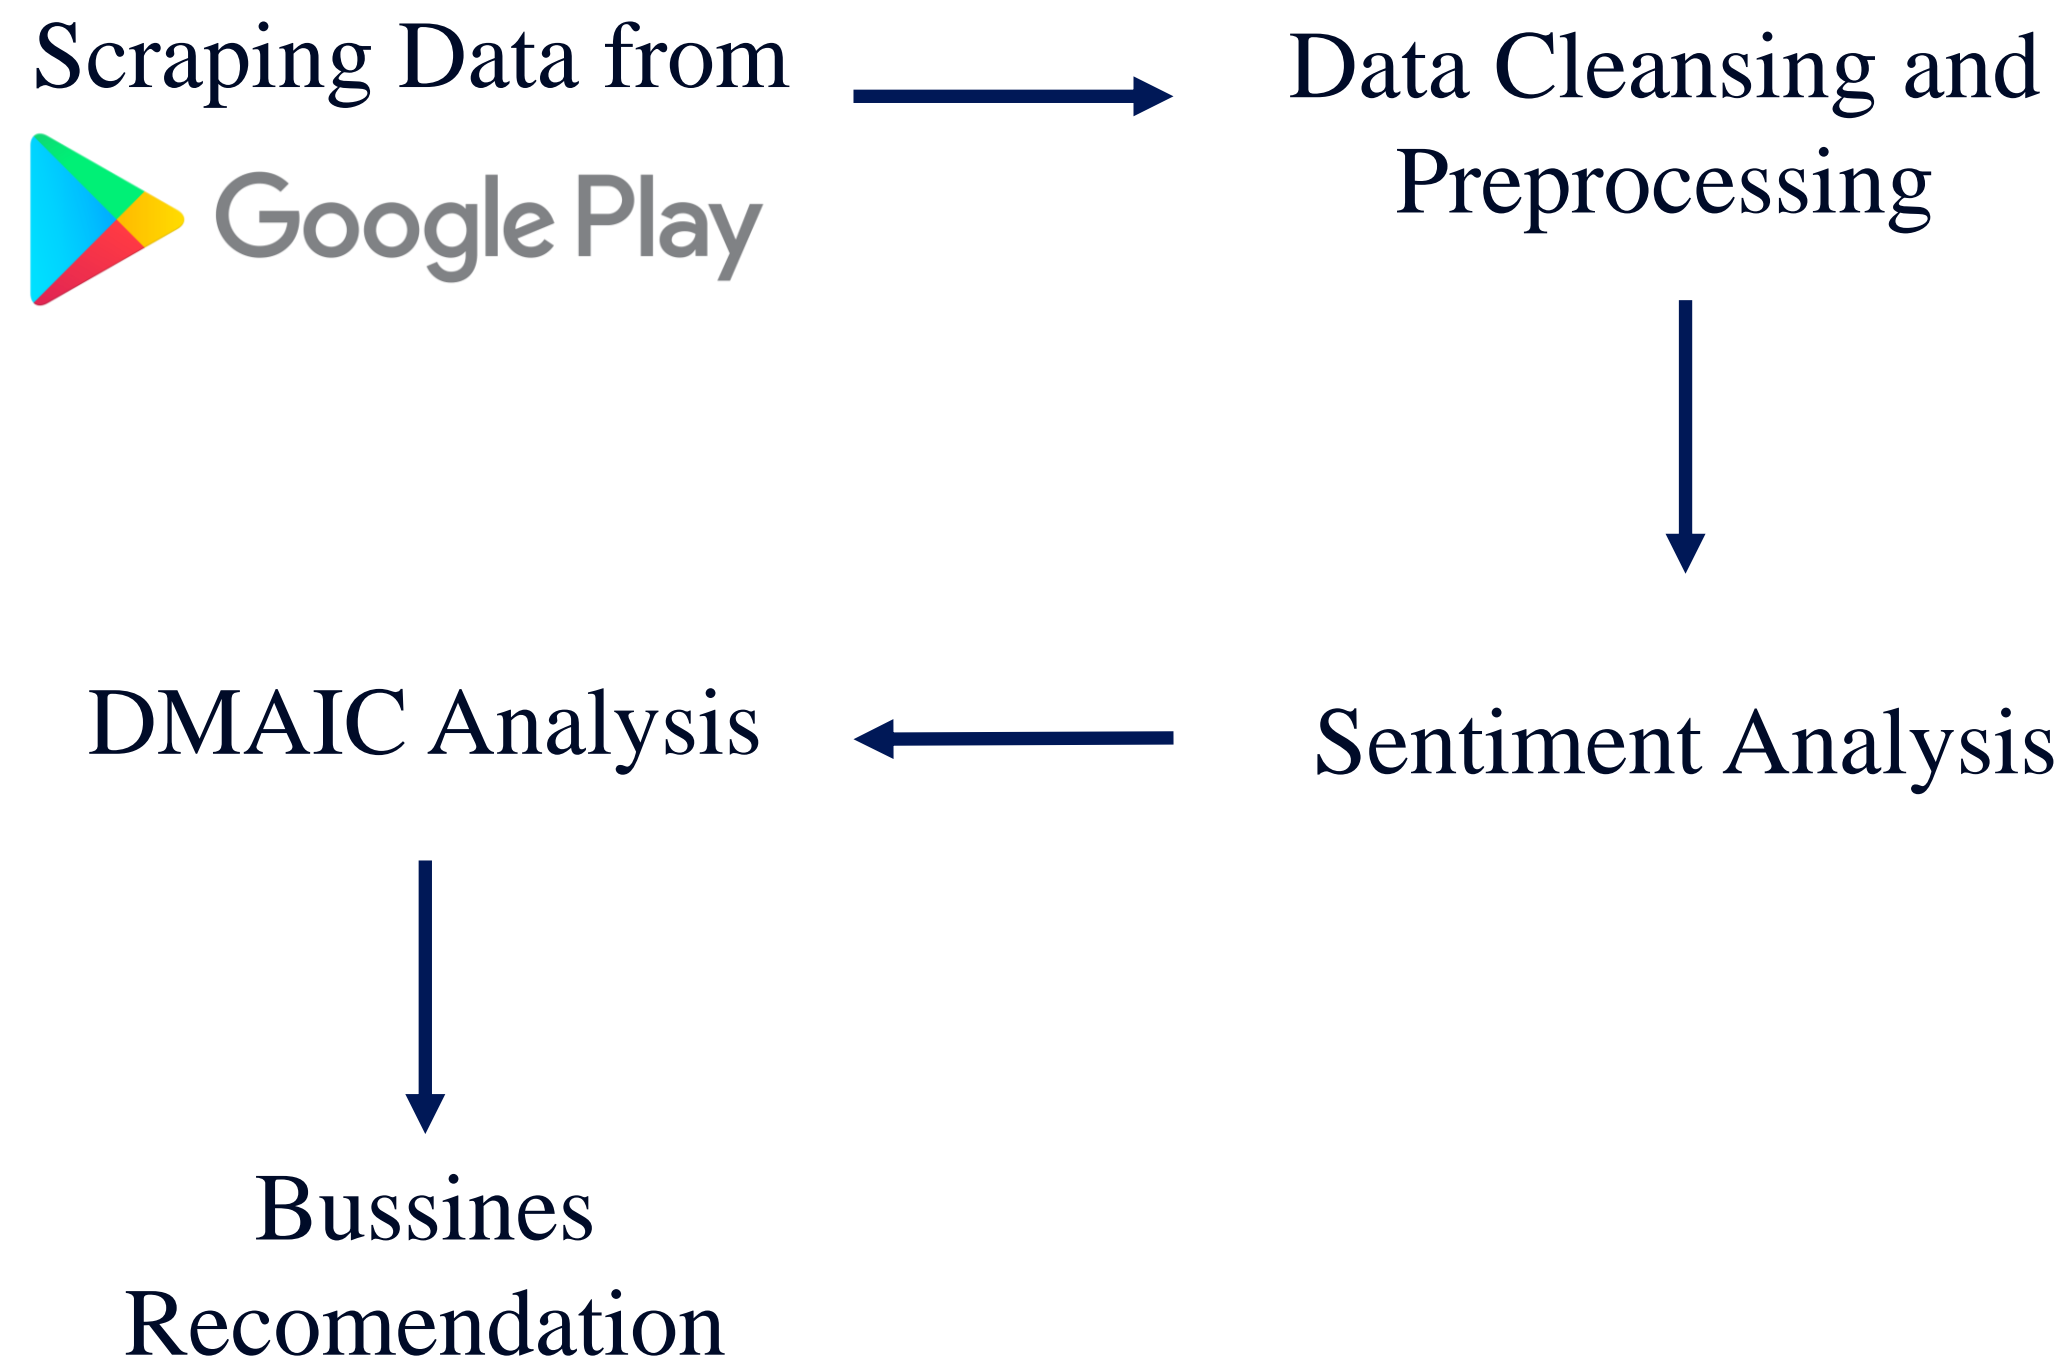 Scraping Data from
Google Play
Data Cleansing and
Preprocessing
Sentiment Analysis
DMAIC Analysis
Bussines
Recomendation